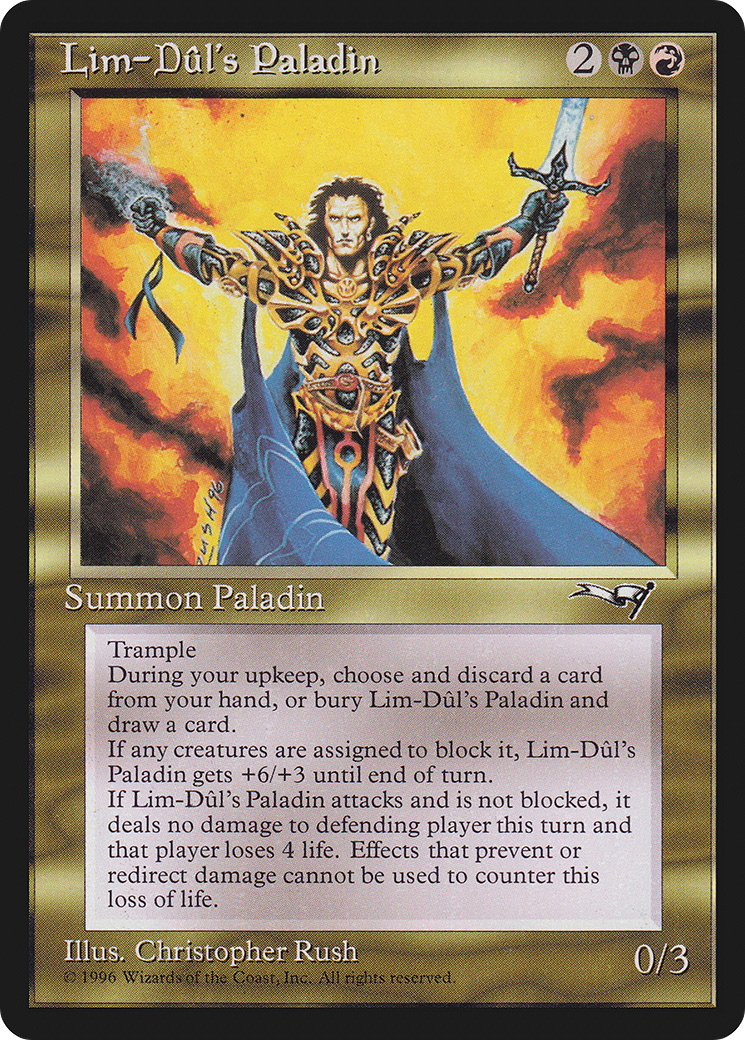 Lim-Dûl's Paladin 2
RUSH 96
Summon Paladin
Trample
During your upkeep, choose and discard a card
from your hand, or bury Lim-Dûl's Paladin and
draw a card.
If any creatures are assigned to block it, Lim-Dûl's
Paladin gets +6/+3 until end of turn.
If Lim-Dûl's Paladin attacks and is not blocked, it
deals no damage to defending player this turn and
that player loses 4 life. Effects that prevent or
redirect damage cannot be used to counter this
loss of life.
Illus. Christopher Rush
© 1996 Wizards of the Coast, Inc. All rights reserved.
0/3